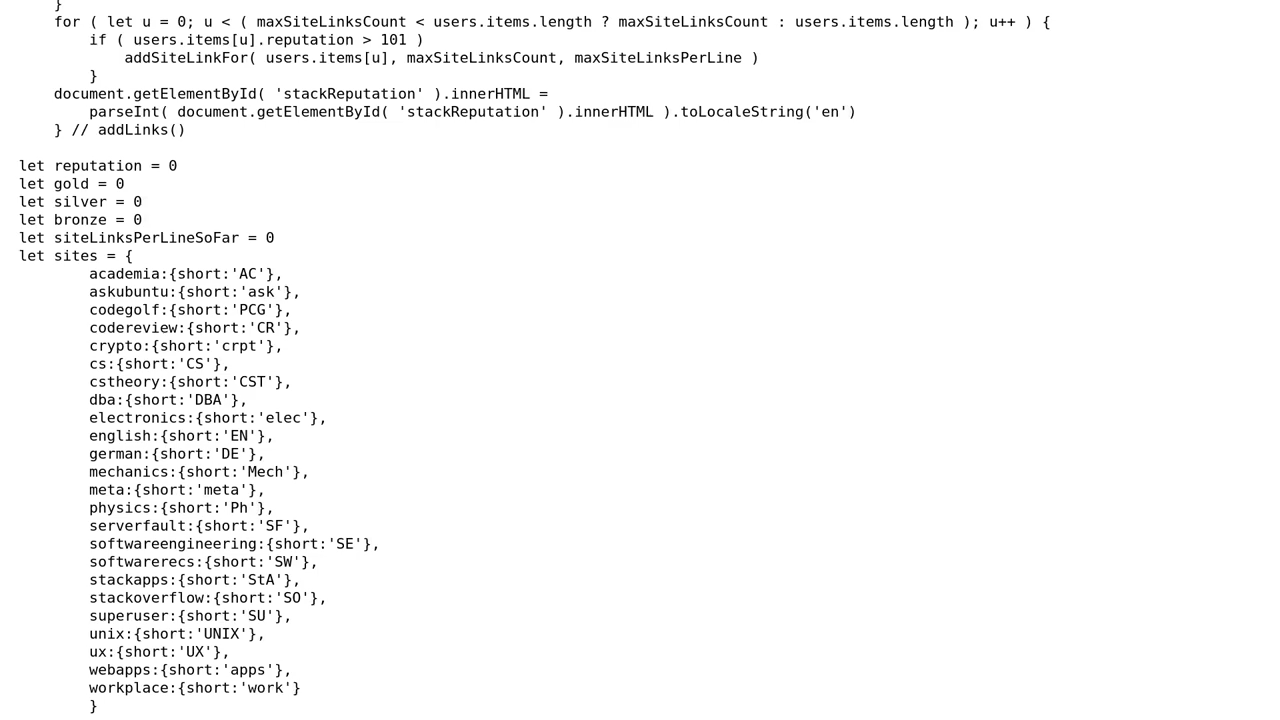 }
for ( let u = 0; u < ( maxSiteLinksCount < users.items.length ? maxSiteLinksCount : users.items.length ); u++ ) {
if ( users.items[u].reputation > 101 )
addSiteLinkFor( users.items[u], maxSiteLinksCount, maxSiteLinksPerLine )
}
document.getElementById( 'stackReputation' ).innerHTML =
parseInt( document.getElementById( 'stackReputation' ).innerHTML ).toLocaleString('en')
} // addLinks()
let reputation = 0
let gold = 0
let silver = 0
let bronze = 0
let siteLinksPerLineSoFar = 0
let sites = {
academia:{short:'AC'},
askubuntu:{short:'ask'},
codegolf:{short:'PCG'},
codereview:{short:'CR'},
crypto:{short:'crpt'},
cs:{short:'CS'},
cstheory:{short:'CST'},
dba:{short:'DBA'},
electronics:{short:'elec'},
english:{short:'EN'},
german:{short:'DE'},
mechanics:{short:'Mech'},
meta:{short:'meta'},
physics:{short:'Ph'},
serverfault:{short:'SF'},
softwareengineering:{short:'SE'},
softwarerecs:{short:'SW'},
stackapps:{short:'StA'},
stackoverflow:{short:'SO'},
superuser:{short:'SU'},
unix:{short:'UNIX'},
ux:{short:'UX'},
webapps:{short:'apps'},
workplace:{short:'work'}
}